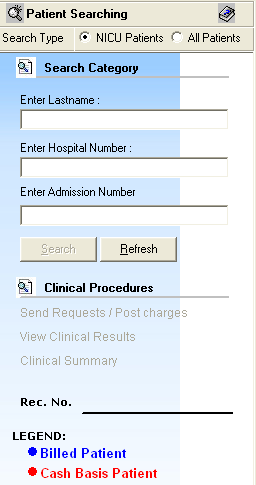 Patient Searching
Search Type NICU Patients All Patients
Search Category
Enter Lastname :
Enter Hospital Number :
Enter Admission Number
Search Refresh
Clinical Procedures
Send Requests / Post charges
View Clinical Results
Clinical Summary
Rec. No.
LEGEND:
Billed Patient
Cash Basis Patient